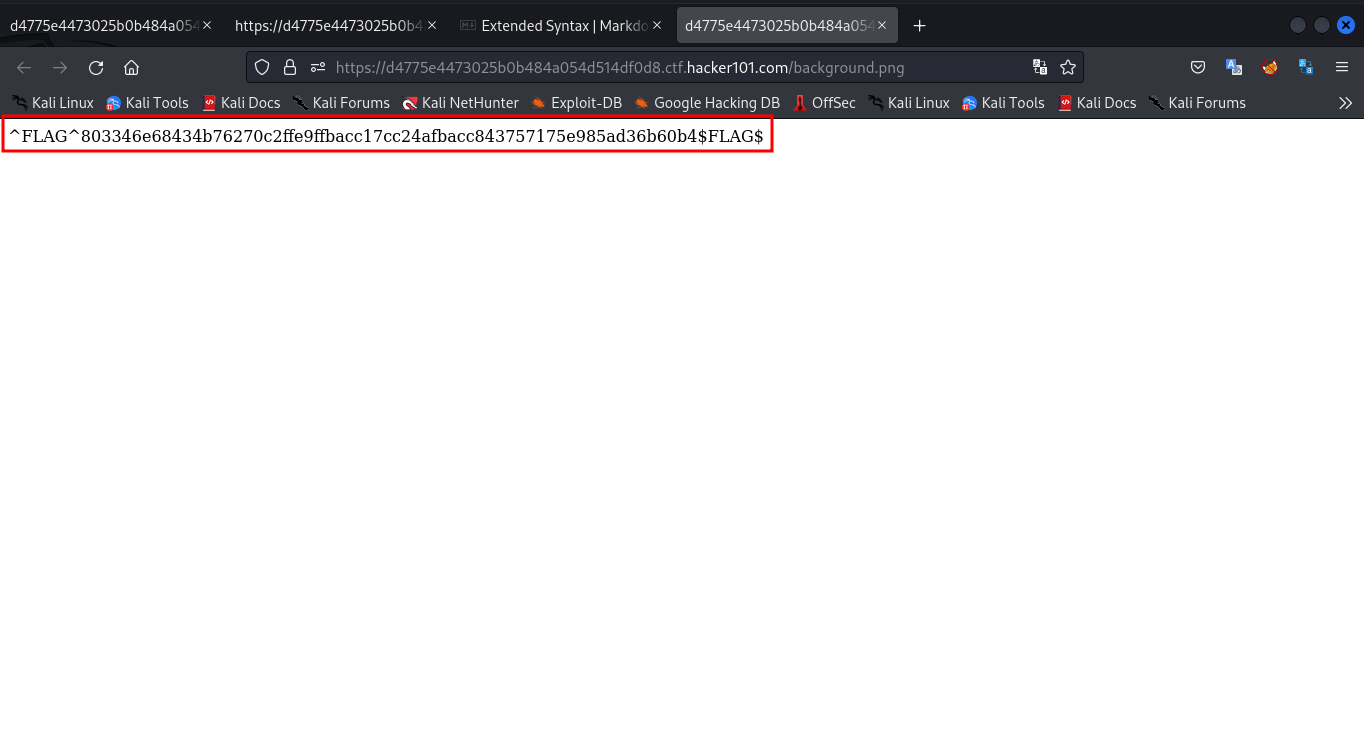 d4775e4473025b0b484a054
https://d4775e4473025b0b4
Extended Syntax | Markdo
d4775e4473025b0b484a054
https://d4775e4473025b0b484a054d514df0d8.ctf.hacker101.com/background.png
Kali Linux Kali Tools Kali Docs Kali Forums Kali NetHunter Exploit-DB Google Hacking DB OffSec Kali Linux Kali Tools Kali Docs Kali Forums
^FLAG^803346e68434b76270c2ffe9ffbacc17cc24afbacc843757175e985ad36b60b4$FLAG$